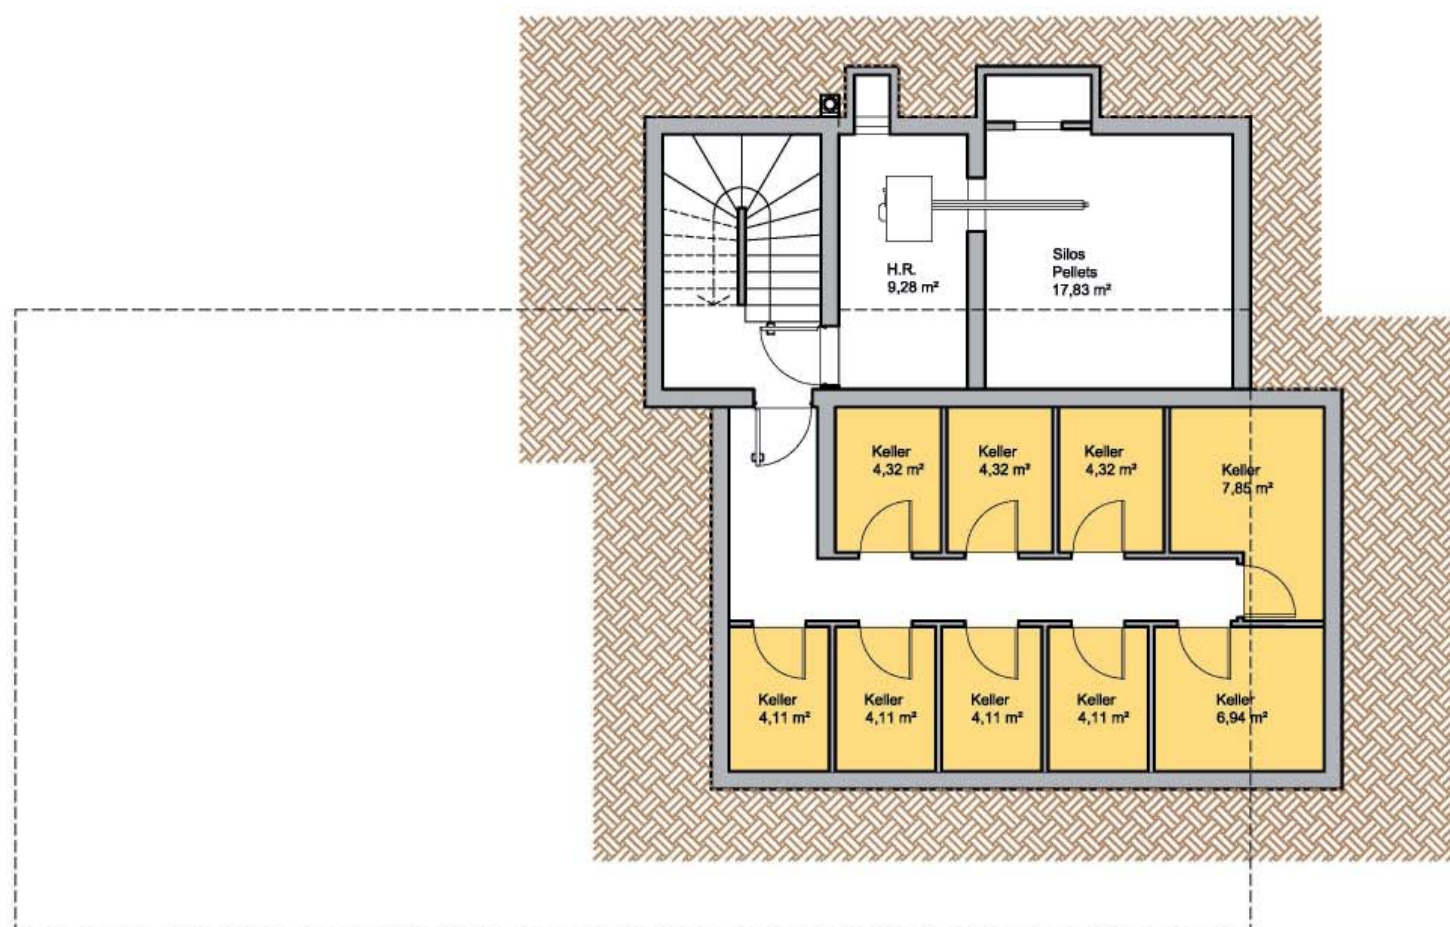 H.R.
9,28 m²
Silos
Pellets
17,83 m²
Keller
4,32 m²
Keller
4,32 m²
Keller
4,32 m²
Keller
7,85 m²
Keller
4,11 m²
Keller
4,11 m²
Keller
4,11 m²
Keller
4,11 m²
Keller
6,94 m²